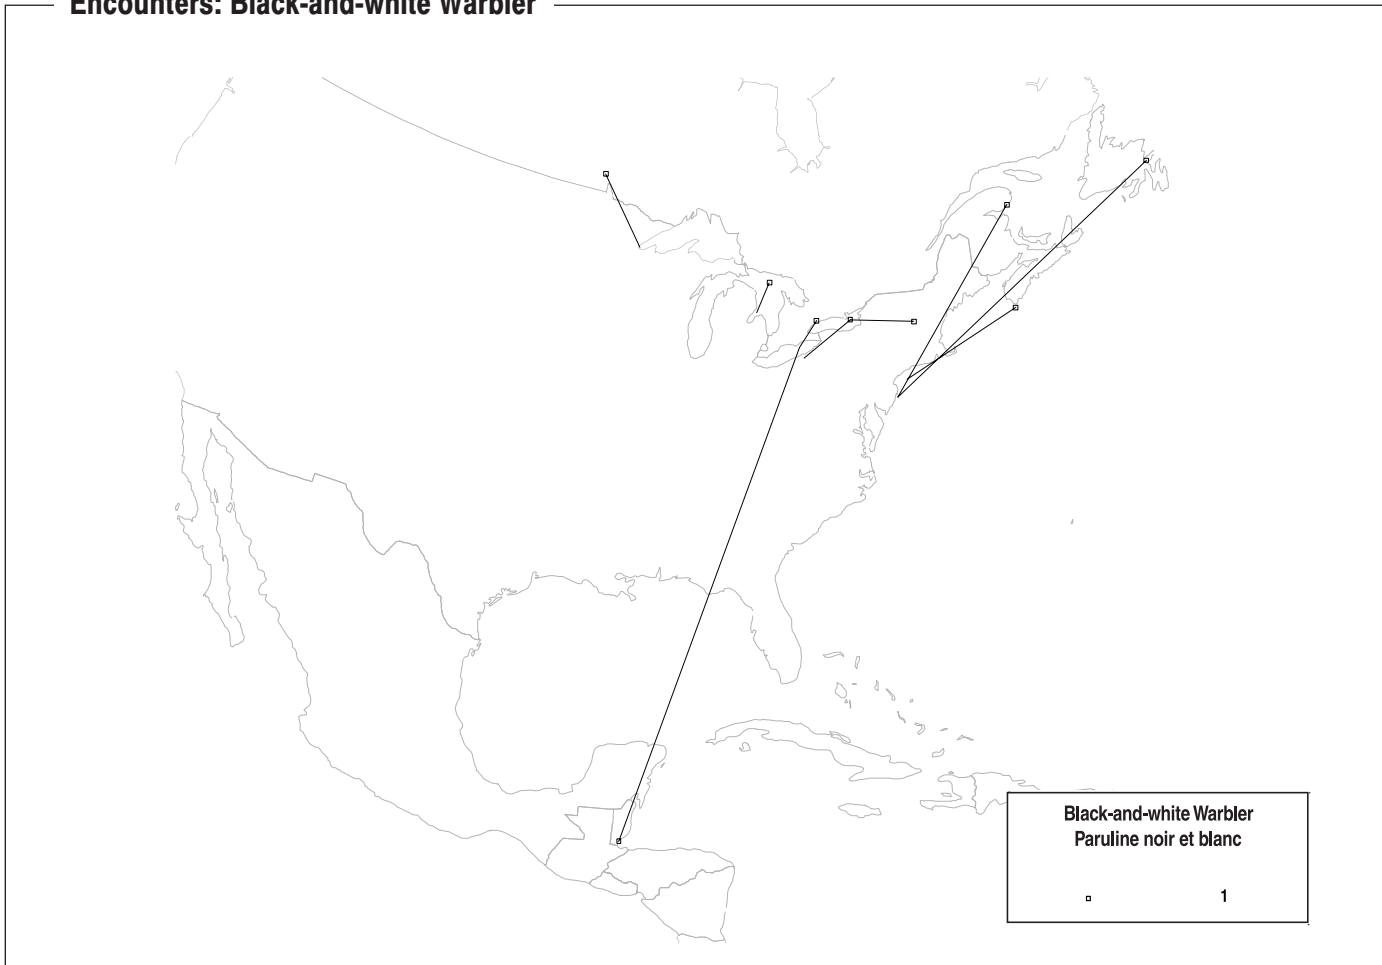 Encounters: Black-and-white Warbler
Black-and-white Warbler
Paruline noir et blanc
1